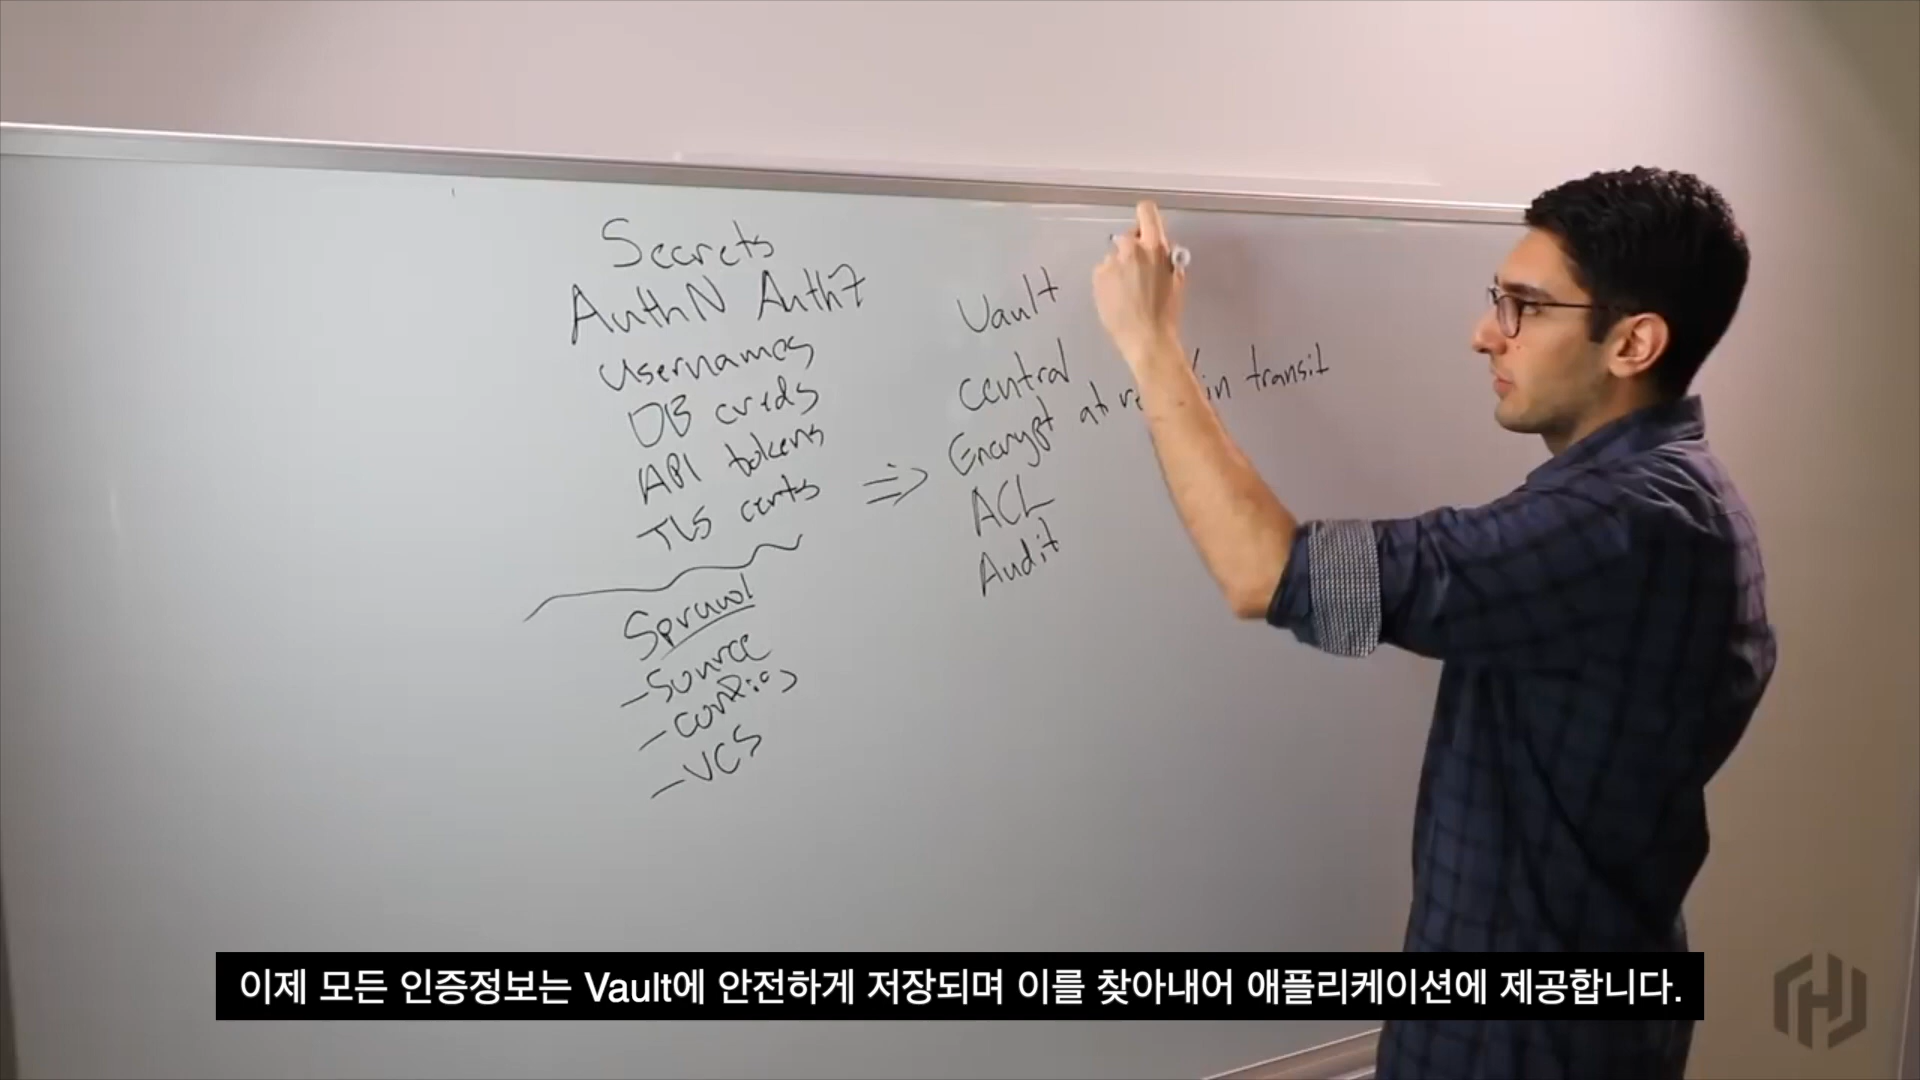 Secrets
AuthN AuthZ
Usernames
DB creds
API tokens
TLS certs
Sprawl
- Source
- Config
- VCS
⇒
Vault
Central
Encrypt at in transit
ACL
Audit
이제 모든 인증정보는 Vault에 안전하게 저장되며 이를 찾아내어 애플리케이션에 제공합니다.